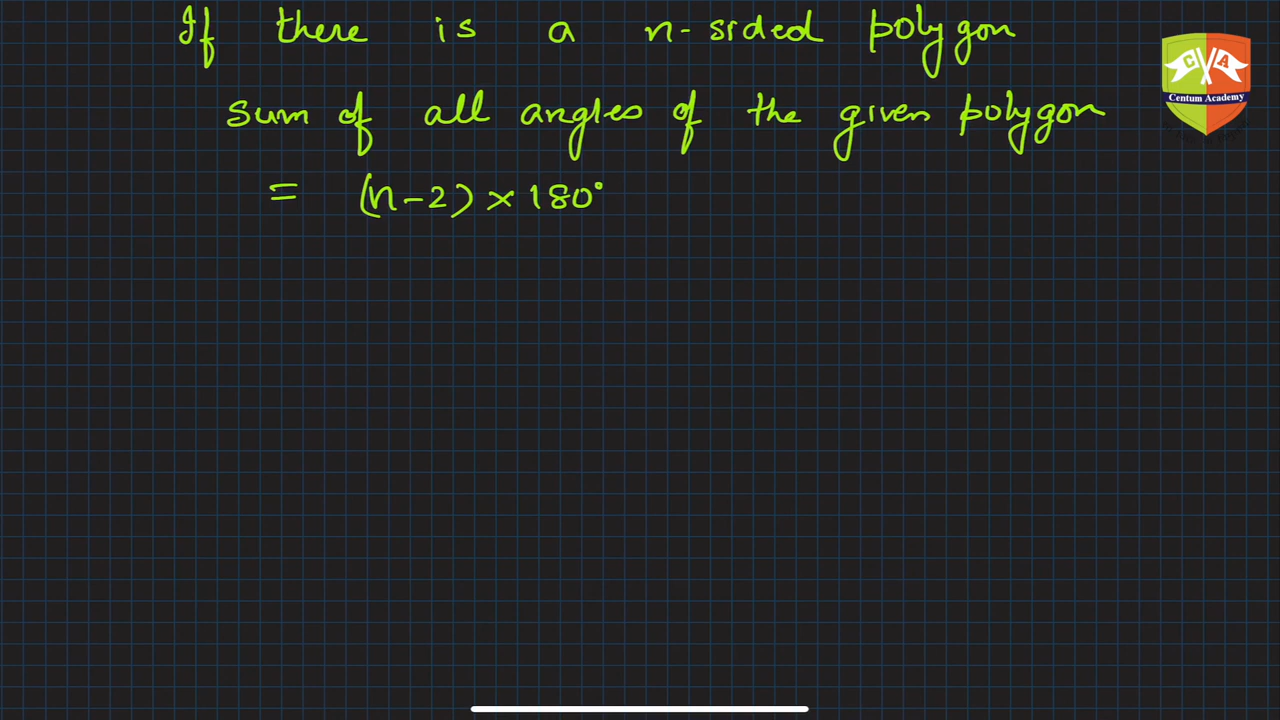 If there is a n-sided polygon
sum of all angles of the given polygon
= (n-2) × 180°
C A
Centum Academy